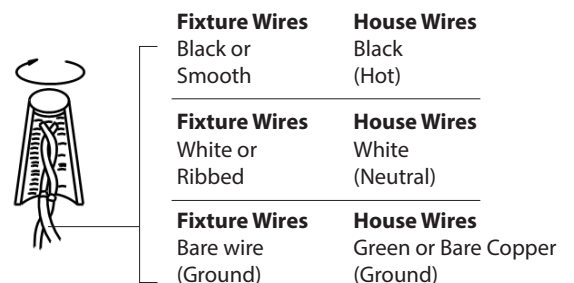 Fixture Wires House Wires
Black or Black
Smooth (Hot)
Fixture Wires House Wires
White or White
Ribbed (Neutral)
Fixture Wires House Wires
Bare wire Green or Bare Copper
(Ground) (Ground)